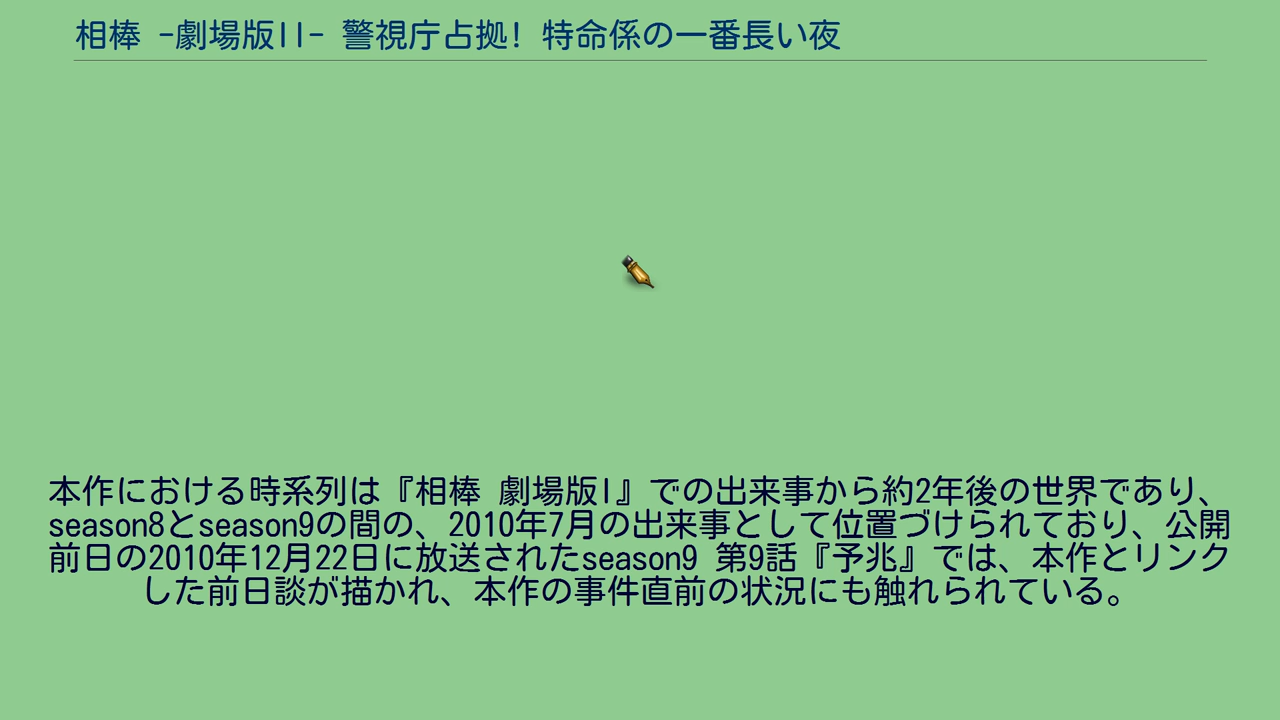 相棒 -劇場版II- 警視庁占拠! 特命係の一番長い夜
本作における時系列は『相棒 劇場版I』での出来事から約2年後の世界であり、
season8とseason9の間の、2010年7月の出来事として位置づけられており、公開
前日の2010年12月22日に放送されたseason9 第9話『予兆』では、本作とリンク
した前日談が描かれ、本作の事件直前の状況にも触れられている。